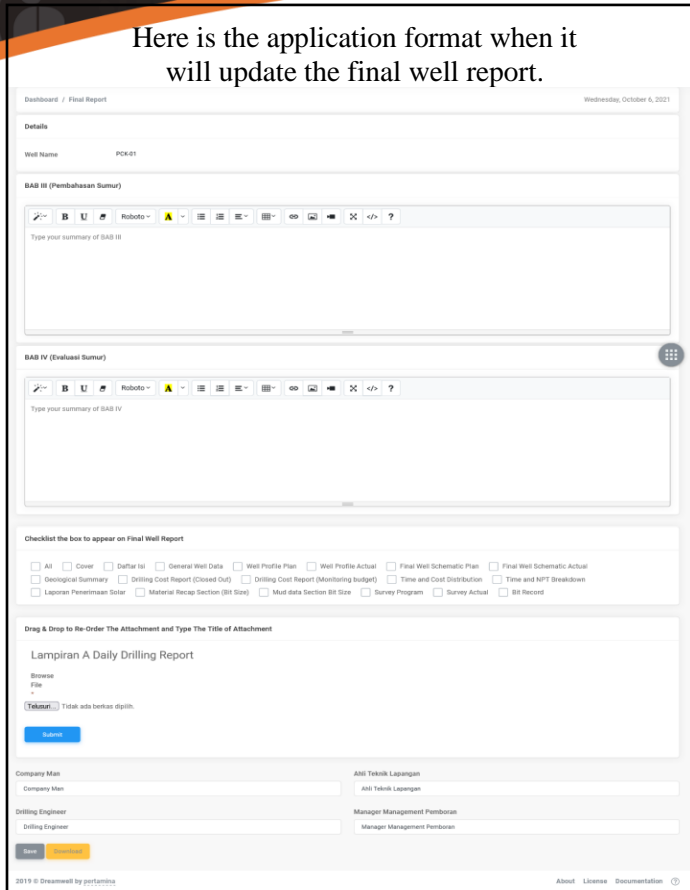 Here is the application format when it
will update the final well report.
Dashboard / Final Report
Wednesday, October 6, 2021
Details
Well Name PCK-01
BAB III (Pembahasan Sumur)
B U Roboto A </> ?
Type your summary of BAB III
BAB IV (Evaluasi Sumur)
B U Roboto A </> ?
Type your summary of BAB IV
Checklist the box to appear on Final Well Report
All Cover Daftar Isi General Well Data Well Profile Plan Well Profile Actual Final Well Schematic Plan Final Well Schematic Actual
Geological Summary Drilling Cost Report (Closed Out) Drilling Cost Report (Monitoring budget) Time and Cost Distribution Time and NPT Breakdown
Laporan Penerimaan Solar Material Recap Section (Bit Size) Mud data Section Bit Size Survey Program Survey Actual Bit Record
Drag & Drop to Re-Order The Attachment and Type The Title of Attachment
Lampiran A Daily Drilling Report
Browse
File
*
Telusuri... Tidak ada berkas dipilih.
Submit
Company Man
Company Man
Ahli Teknik Lapangan
Ahli Teknik Lapangan
Drilling Engineer
Drilling Engineer
Manager Management Pemboran
Manager Management Pemboran
Save Download
2019 © Dreamwell by pertamina
About License Documentation ?